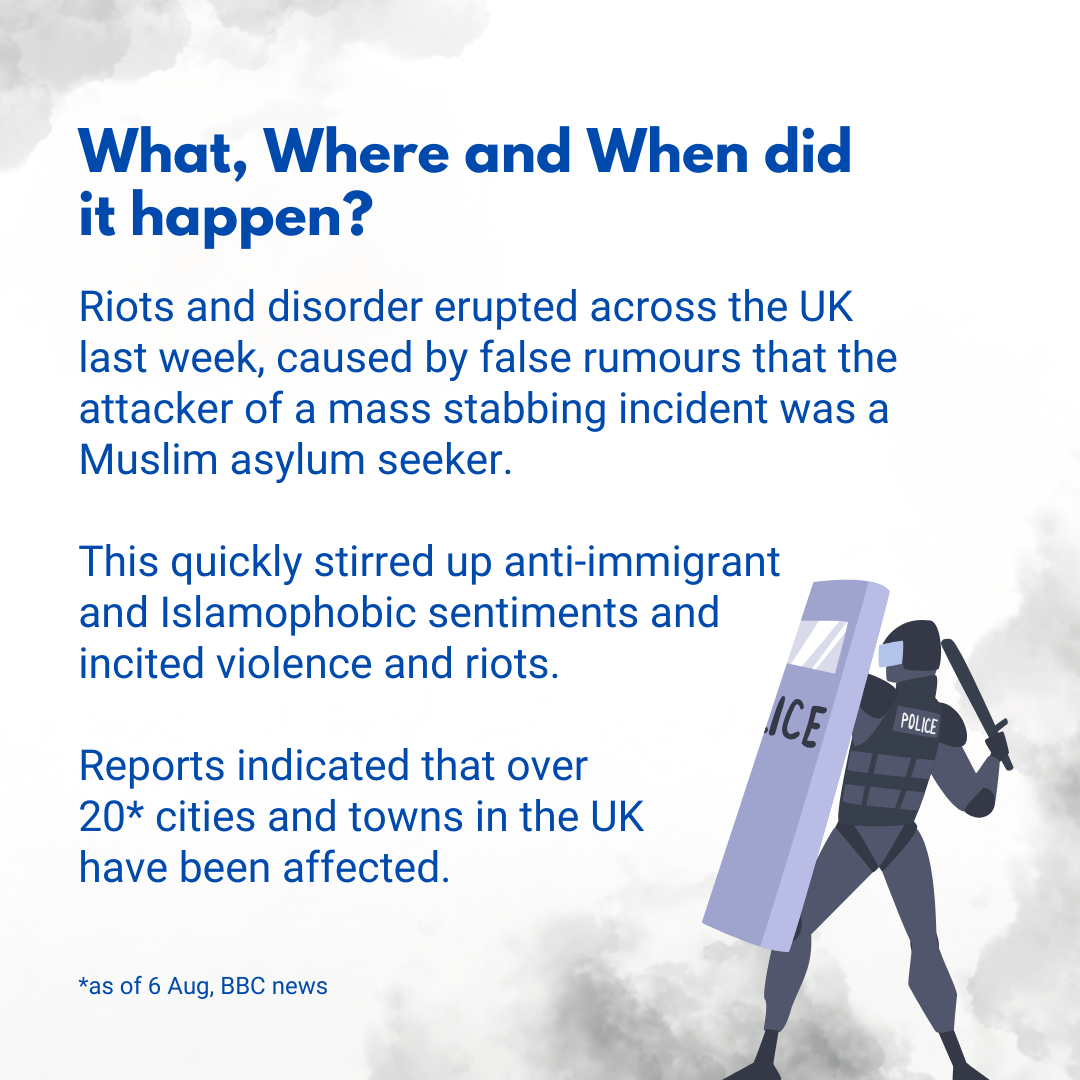 What, Where and When did
it happen?
Riots and disorder erupted across the UK
last week, caused by false rumours that the
attacker of a mass stabbing incident was a
Muslim asylum seeker.
This quickly stirred up anti-immigrant
and Islamophobic sentiments and
incited violence and riots.
Reports indicated that over
20* cities and towns in the UK
have been affected.
*as of 6 Aug, BBC news
LICE
POLICE